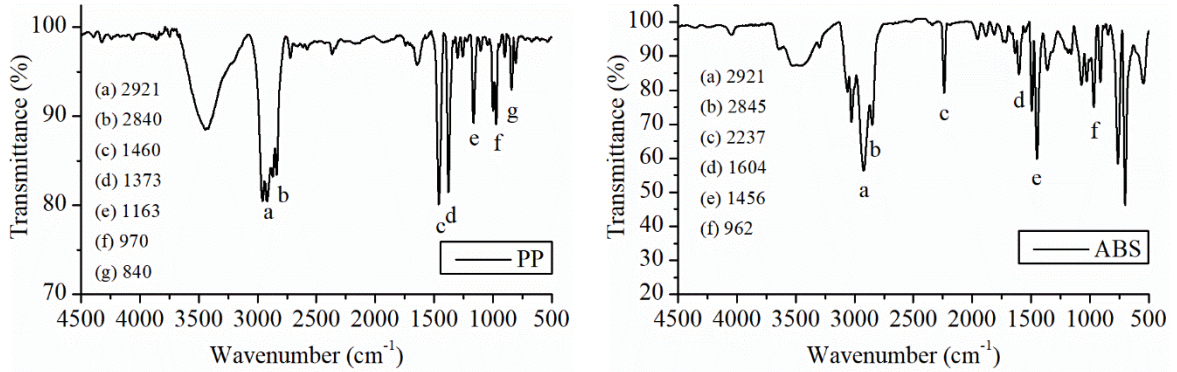 100
90
80
70
Transmittance (%)
(a) 2921
(b) 2840
(c) 1460
(d) 1373
(e) 1163
(f) 970
(g) 840
a
b
c
d
e
f
g
PP
4500 4000 3500 3000 2500 2000 1500 1000 500
Wavenumber (cm⁻¹)
100
90
80
70
60
50
40
30
20
Transmittance (%)
(a) 2921
(b) 2845
(c) 2237
(d) 1604
(e) 1456
(f) 962
a
b
c
d
e
f
ABS
4500 4000 3500 3000 2500 2000 1500 1000 500
Wavenumber (cm⁻¹)